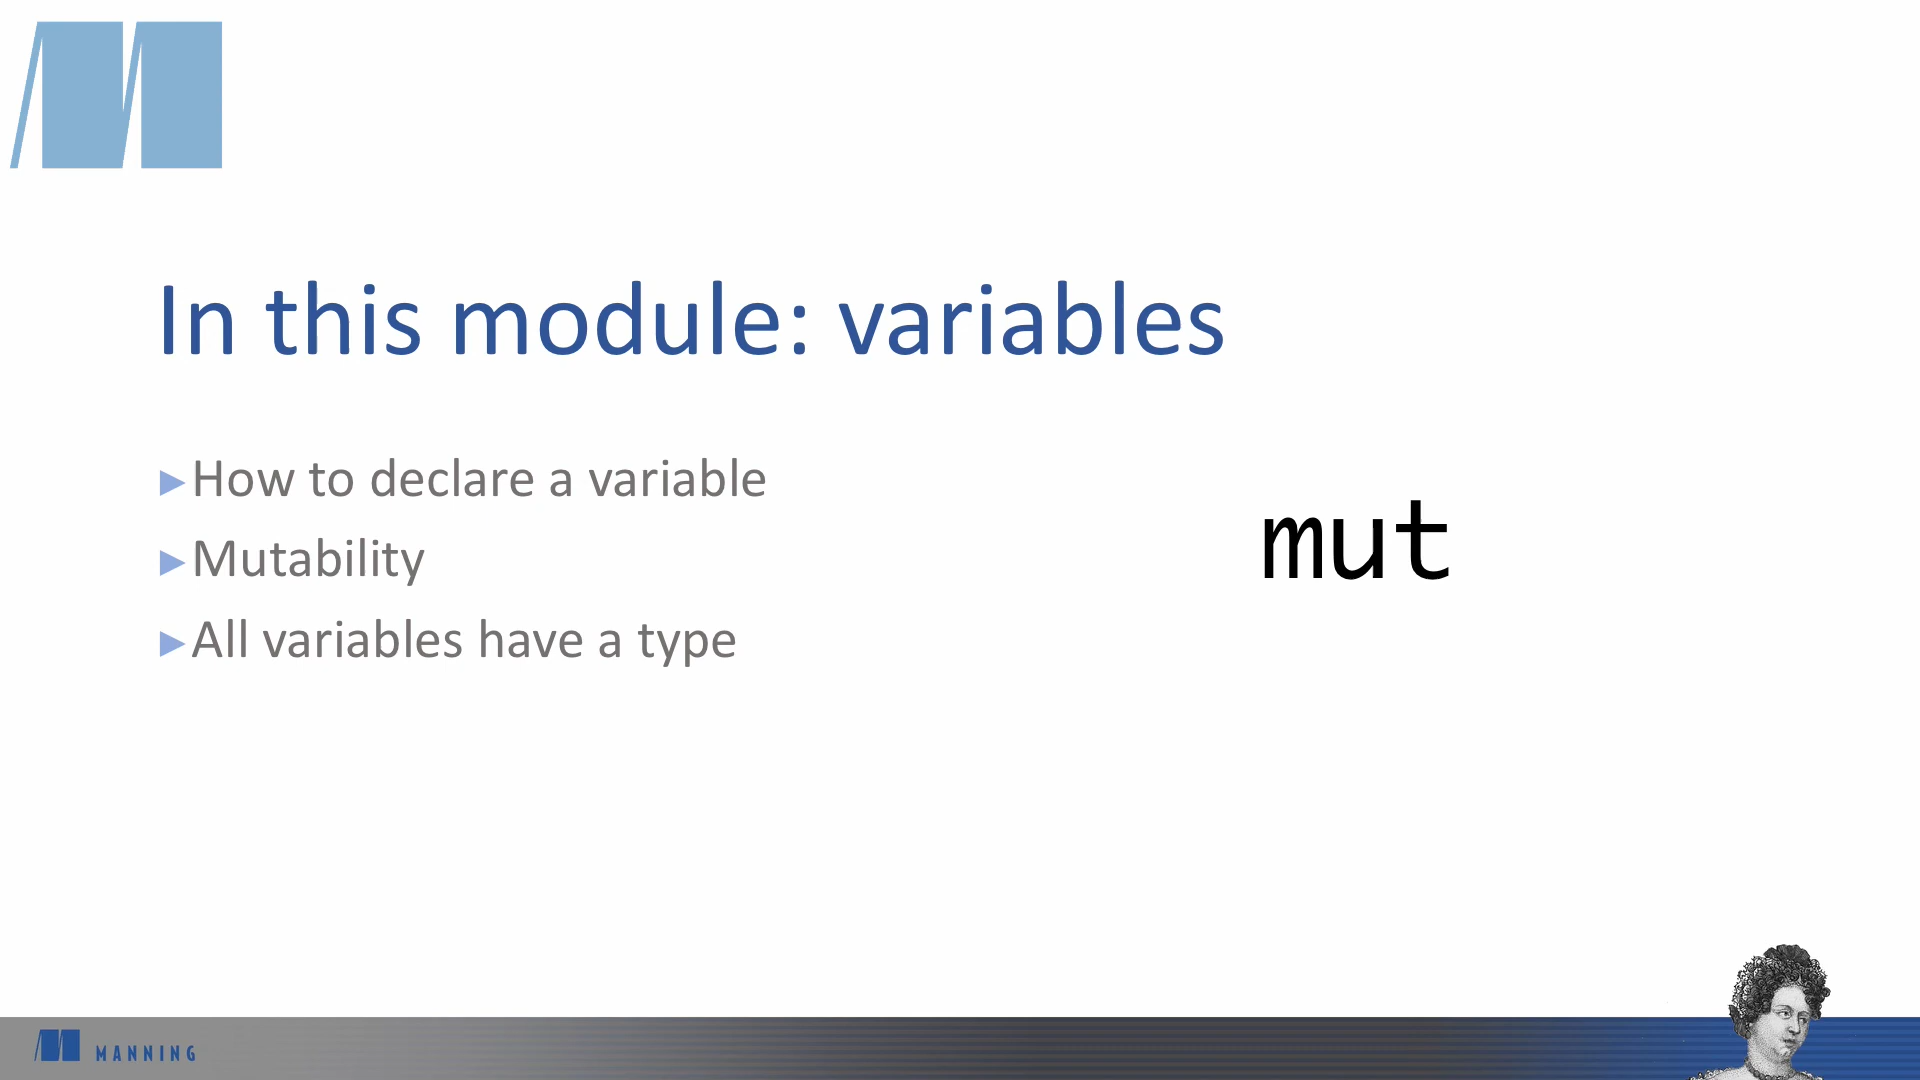 In this module: variables
►How to declare a variable
►Mutability
►All variables have a type
mut
MANNING